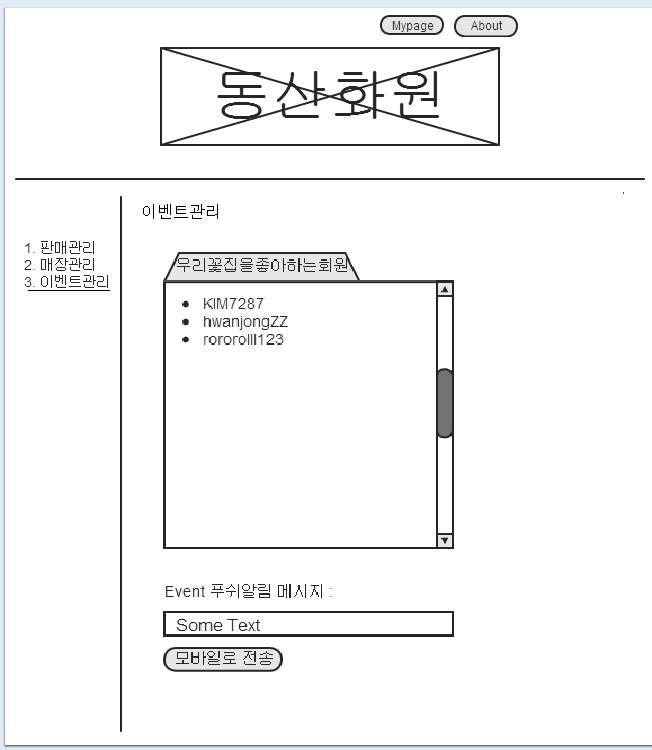 Mypage About
동산화원
이벤트관리
1. 판매관리
2. 매장관리
3. 이벤트관리
우리꽃집을좋아하는회원
KIM7287
hwanjongZZ
rororolll123
Event 푸쉬알림 메시지 :
Some Text
모바일로 전송